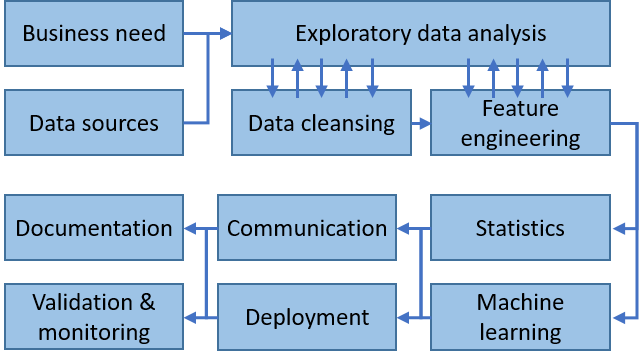 Business need
Exploratory data analysis
Data sources
Data cleansing
Feature
engineering
Documentation
Communication
Statistics
Validation &
monitoring
Deployment
Machine
learning